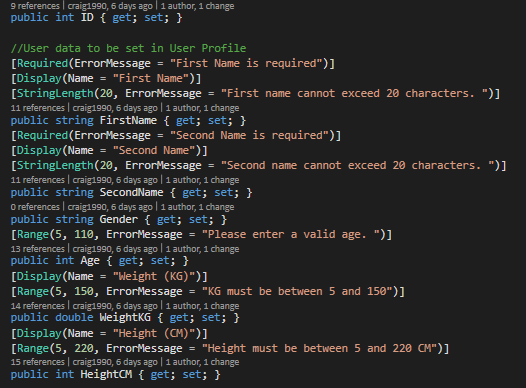 9 references | craig1990, 6 days ago | 1 author, 1 change
public int ID { get; set; }
//User data to be set in User Profile
[Required(ErrorMessage = "First Name is required")]
[Display(Name = "First Name")]
[StringLength(20, ErrorMessage = "First name cannot exceed 20 characters. ")]
11 references | craig1990, 6 days ago | 1 author, 1 change
public string FirstName { get; set; }
[Required(ErrorMessage = "Second Name is required")]
[Display(Name = "Second Name")]
[StringLength(20, ErrorMessage = "Second name cannot exceed 20 characters. ")]
11 references | craig1990, 6 days ago | 1 author, 1 change
public string SecondName { get; set; }
0 references | craig1990, 6 days ago | 1 author, 1 change
public string Gender { get; set; }
[Range(5, 110, ErrorMessage = "Please enter a valid age. ")]
13 references | craig1990, 6 days ago | 1 author, 1 change
public int Age { get; set; }
[Display(Name = "Weight (KG)")]
[Range(5, 150, ErrorMessage = "KG must be between 5 and 150")]
14 references | craig1990, 6 days ago | 1 author, 1 change
public double WeightKG { get; set; }
[Display(Name = "Height (CM)")]
[Range(5, 220, ErrorMessage = "Height must be between 5 and 220 CM")]
15 references | craig1990, 6 days ago | 1 author, 1 change
public int HeightCM { get; set; }